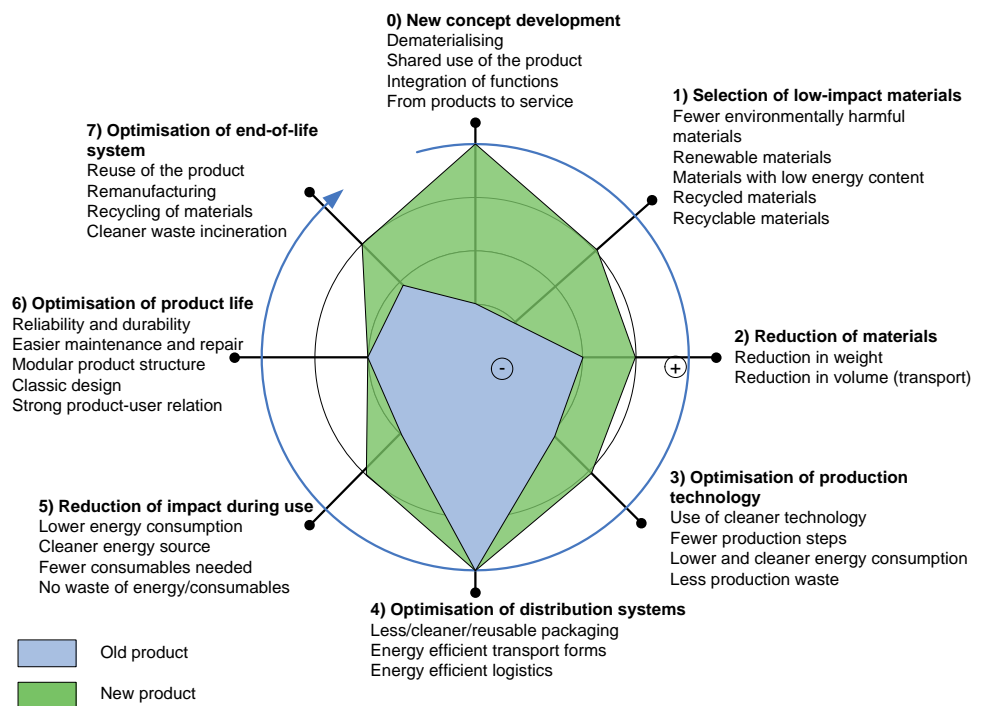 0) New concept development
Dematerialising
Shared use of the product
Integration of functions
From products to service
1) Selection of low-impact materials
Fewer environmentally harmful
materials
Renewable materials
Materials with low energy content
Recycled materials
Recyclable materials
2) Reduction of materials
Reduction in weight
Reduction in volume (transport)
3) Optimisation of production
technology
Use of cleaner technology
Fewer production steps
Lower and cleaner energy consumption
Less production waste
4) Optimisation of distribution systems
Less/cleaner/reusable packaging
Energy efficient transport forms
Energy efficient logistics
5) Reduction of impact during use
Lower energy consumption
Cleaner energy source
Fewer consumables needed
No waste of energy/consumables
6) Optimisation of product life
Reliability and durability
Easier maintenance and repair
Modular product structure
Classic design
Strong product-user relation
7) Optimisation of end-of-life
system
Reuse of the product
Remanufacturing
Recycling of materials
Cleaner waste incineration
-
+
Old product
New product